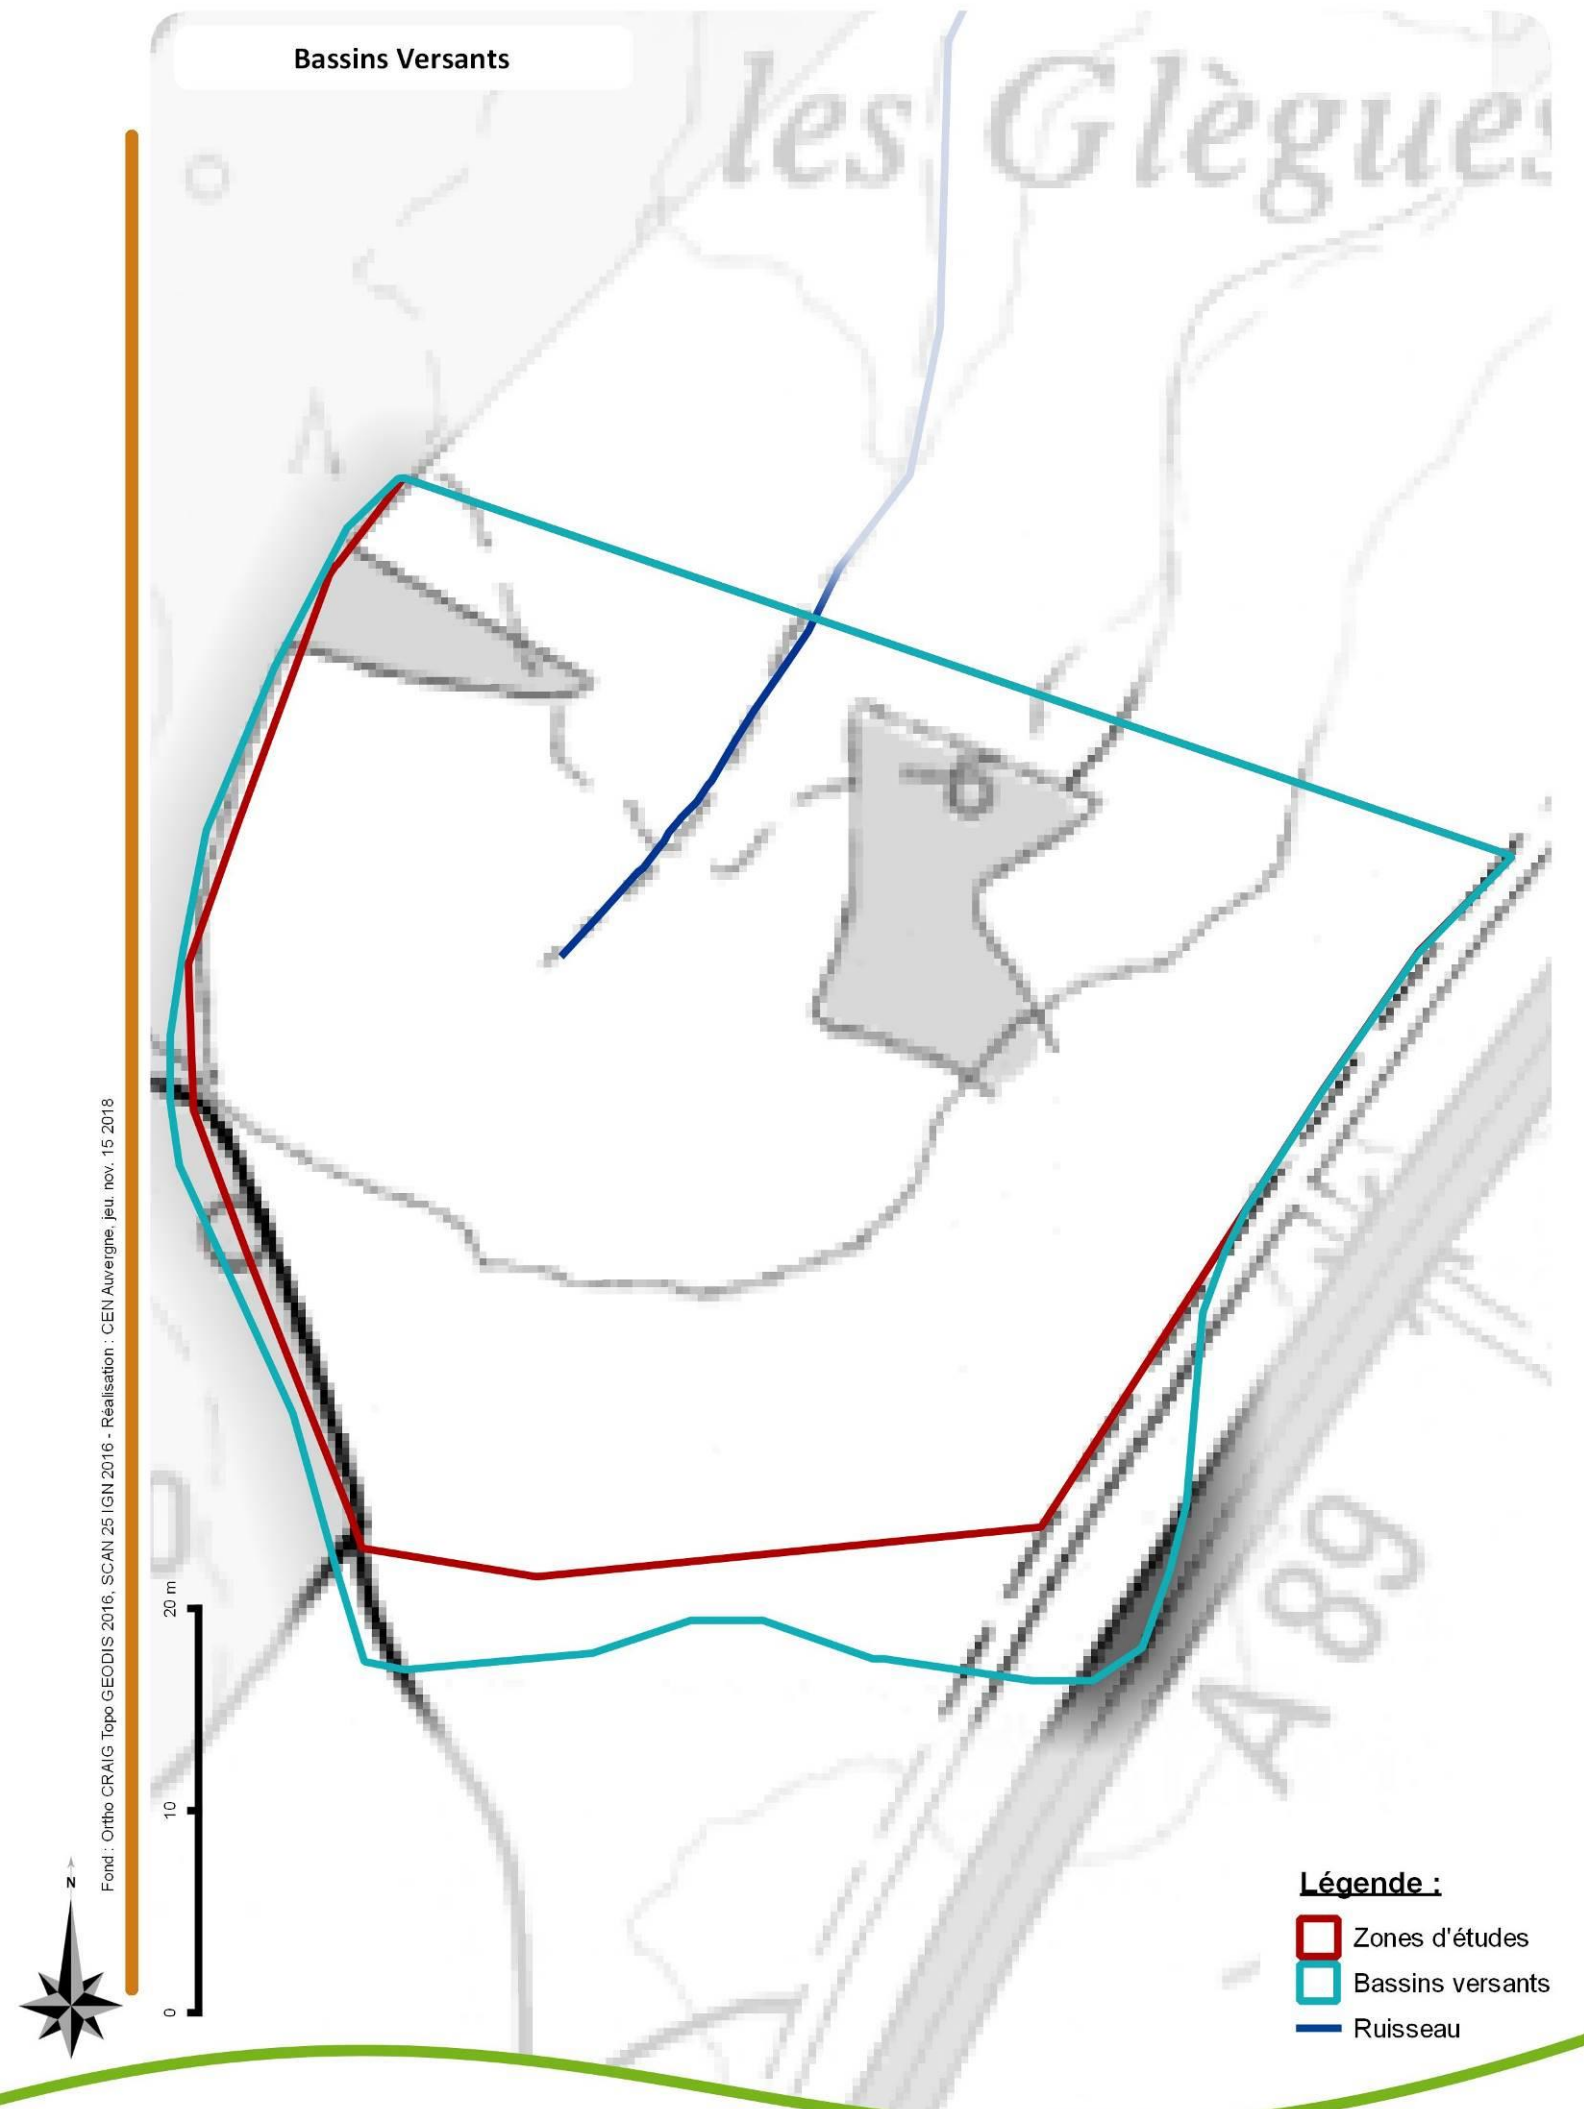 Bassins Versants
les Glègues
A 89
Fond : Ortho CRAIG Topo GEODIS 2016, SCAN 25 IGN 2016 - Réalisation : CEN Auvergne, jeu. nov. 15 2018
20 m
10
0
N
Légende :
Zones d'études
Bassins versants
Ruisseau